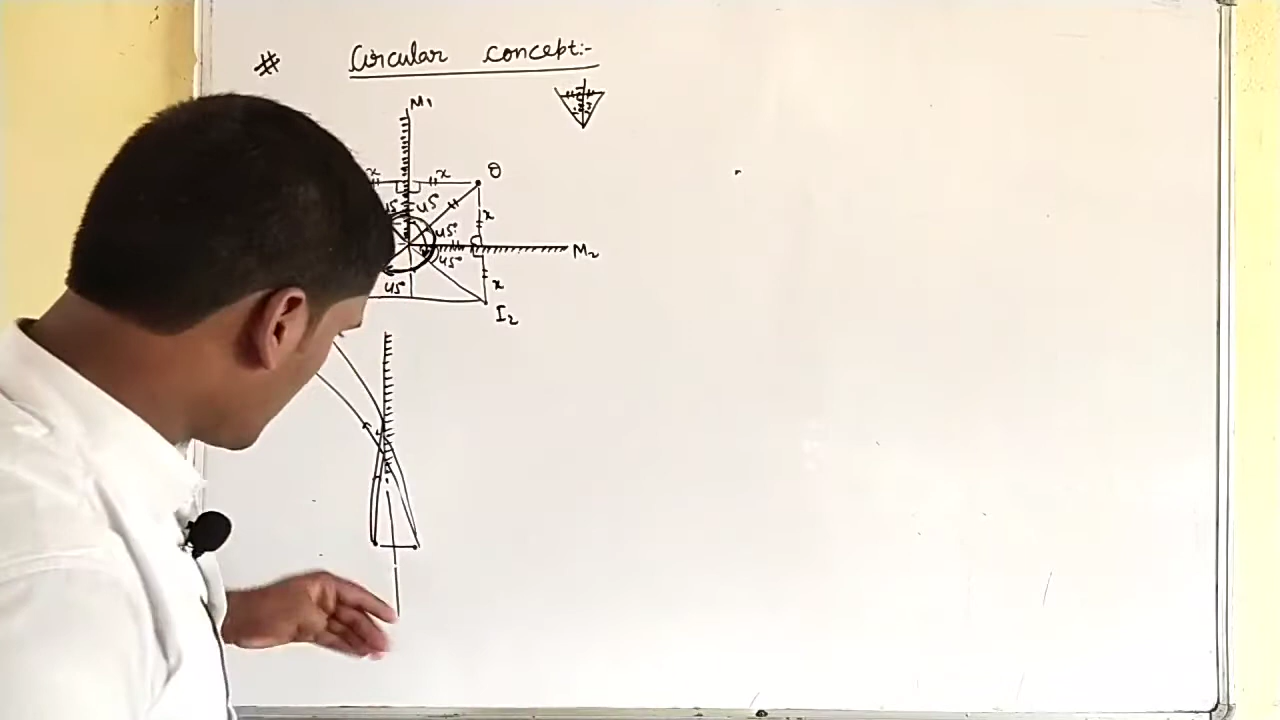 # Circular concept:-
M1
x x O
45 45
45° x
M2
45°
45° x
I2